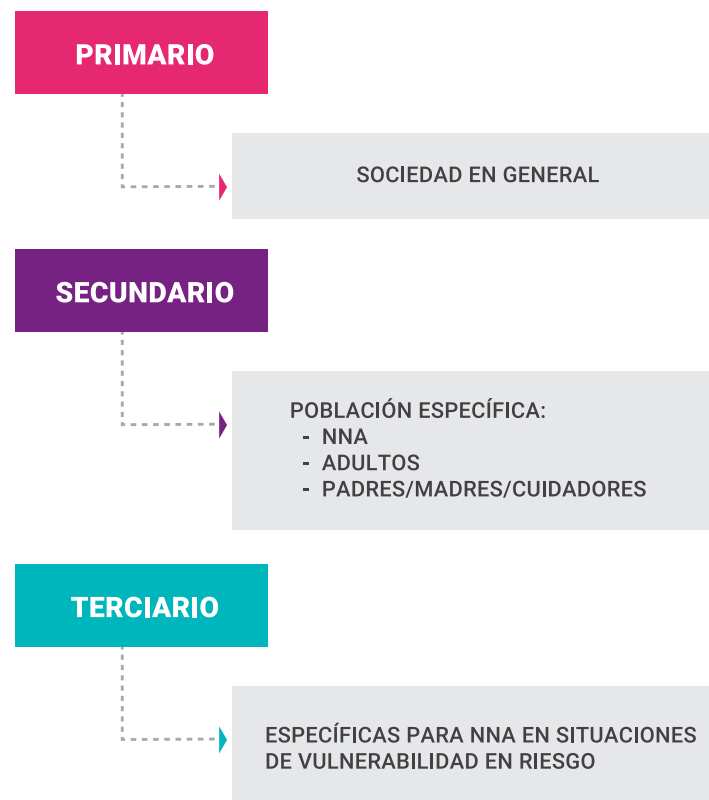 PRIMARIO
SOCIEDAD EN GENERAL
SECUNDARIO
POBLACIÓN ESPECÍFICA:
- NNA
- ADULTOS
- PADRES/MADRES/CUIDADORES
TERCIARIO
ESPECÍFICAS PARA NNA EN SITUACIONES
DE VULNERABILIDAD EN RIESGO